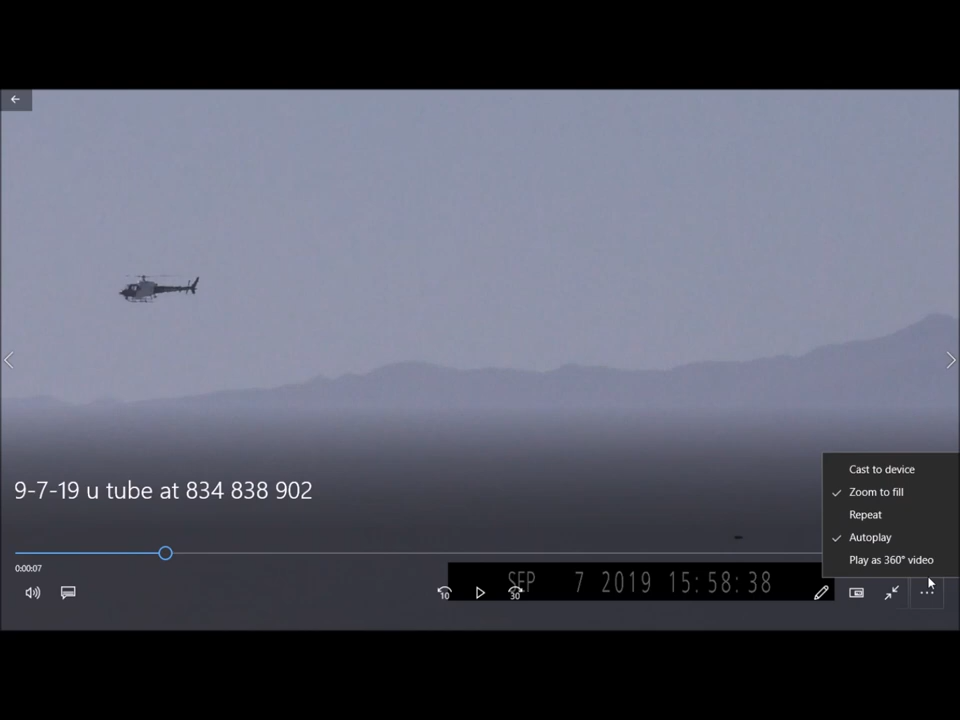 9-7-19 u tube at 834 838 902
Cast to device
Zoom to fill
Repeat
Autoplay
Play as 360° video
0:00:07
10
30
SEP 7 2019 15:58:38